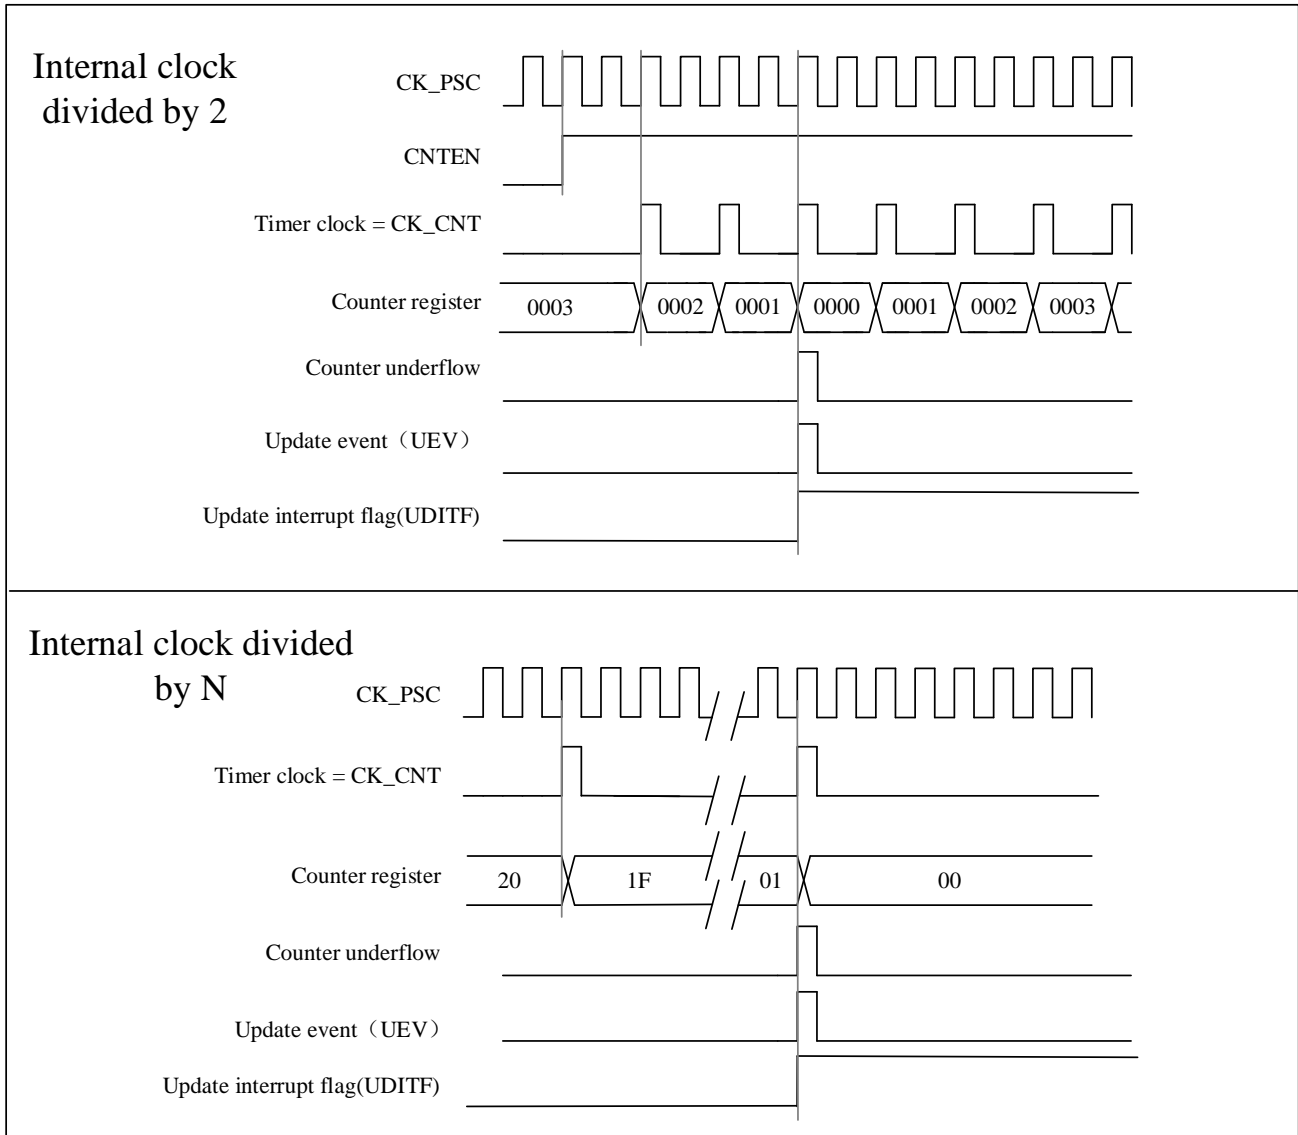 Internal clock
divided by 2
CK_PSC
CNTEN
Timer clock = CK_CNT
Counter register
0003 0002 0001 0000 0001 0002 0003
Counter underflow
Update event（UEV）
Update interrupt flag(UDITF)
Internal clock divided
by N
CK_PSC
Timer clock = CK_CNT
Counter register
20 1F 01 00
Counter underflow
Update event（UEV）
Update interrupt flag(UDITF)